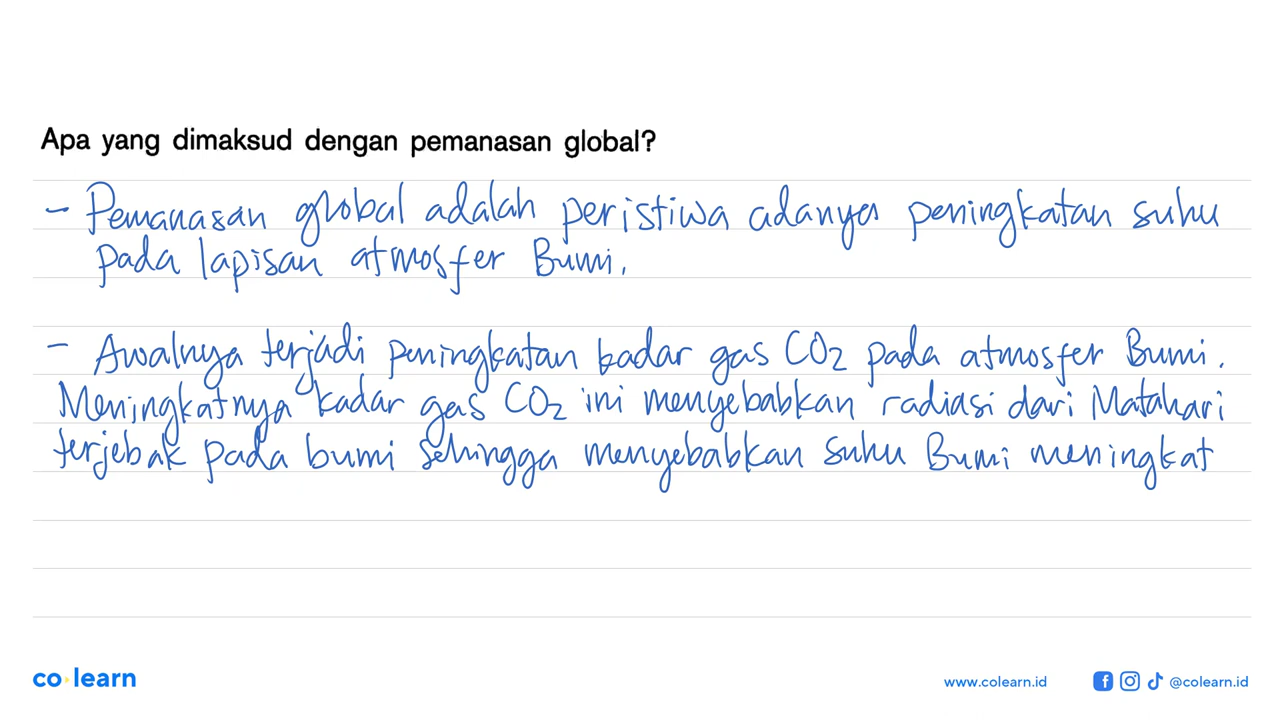 Apa yang dimaksud dengan pemanasan global?
- Pemanasan global adalah peristiwa adanya peningkatan suhu
pada lapisan atmosfer Bumi.
- Awalnya terjadi peningkatan kadar gas CO2 pada atmosfer Bumi.
Meningkatnya kadar gas CO2 ini menyebabkan radiasi dari Matahari
terjebak pada bumi sehingga menyebabkan suhu Bumi meningkat
co·learn
www.colearn.id
@colearn.id